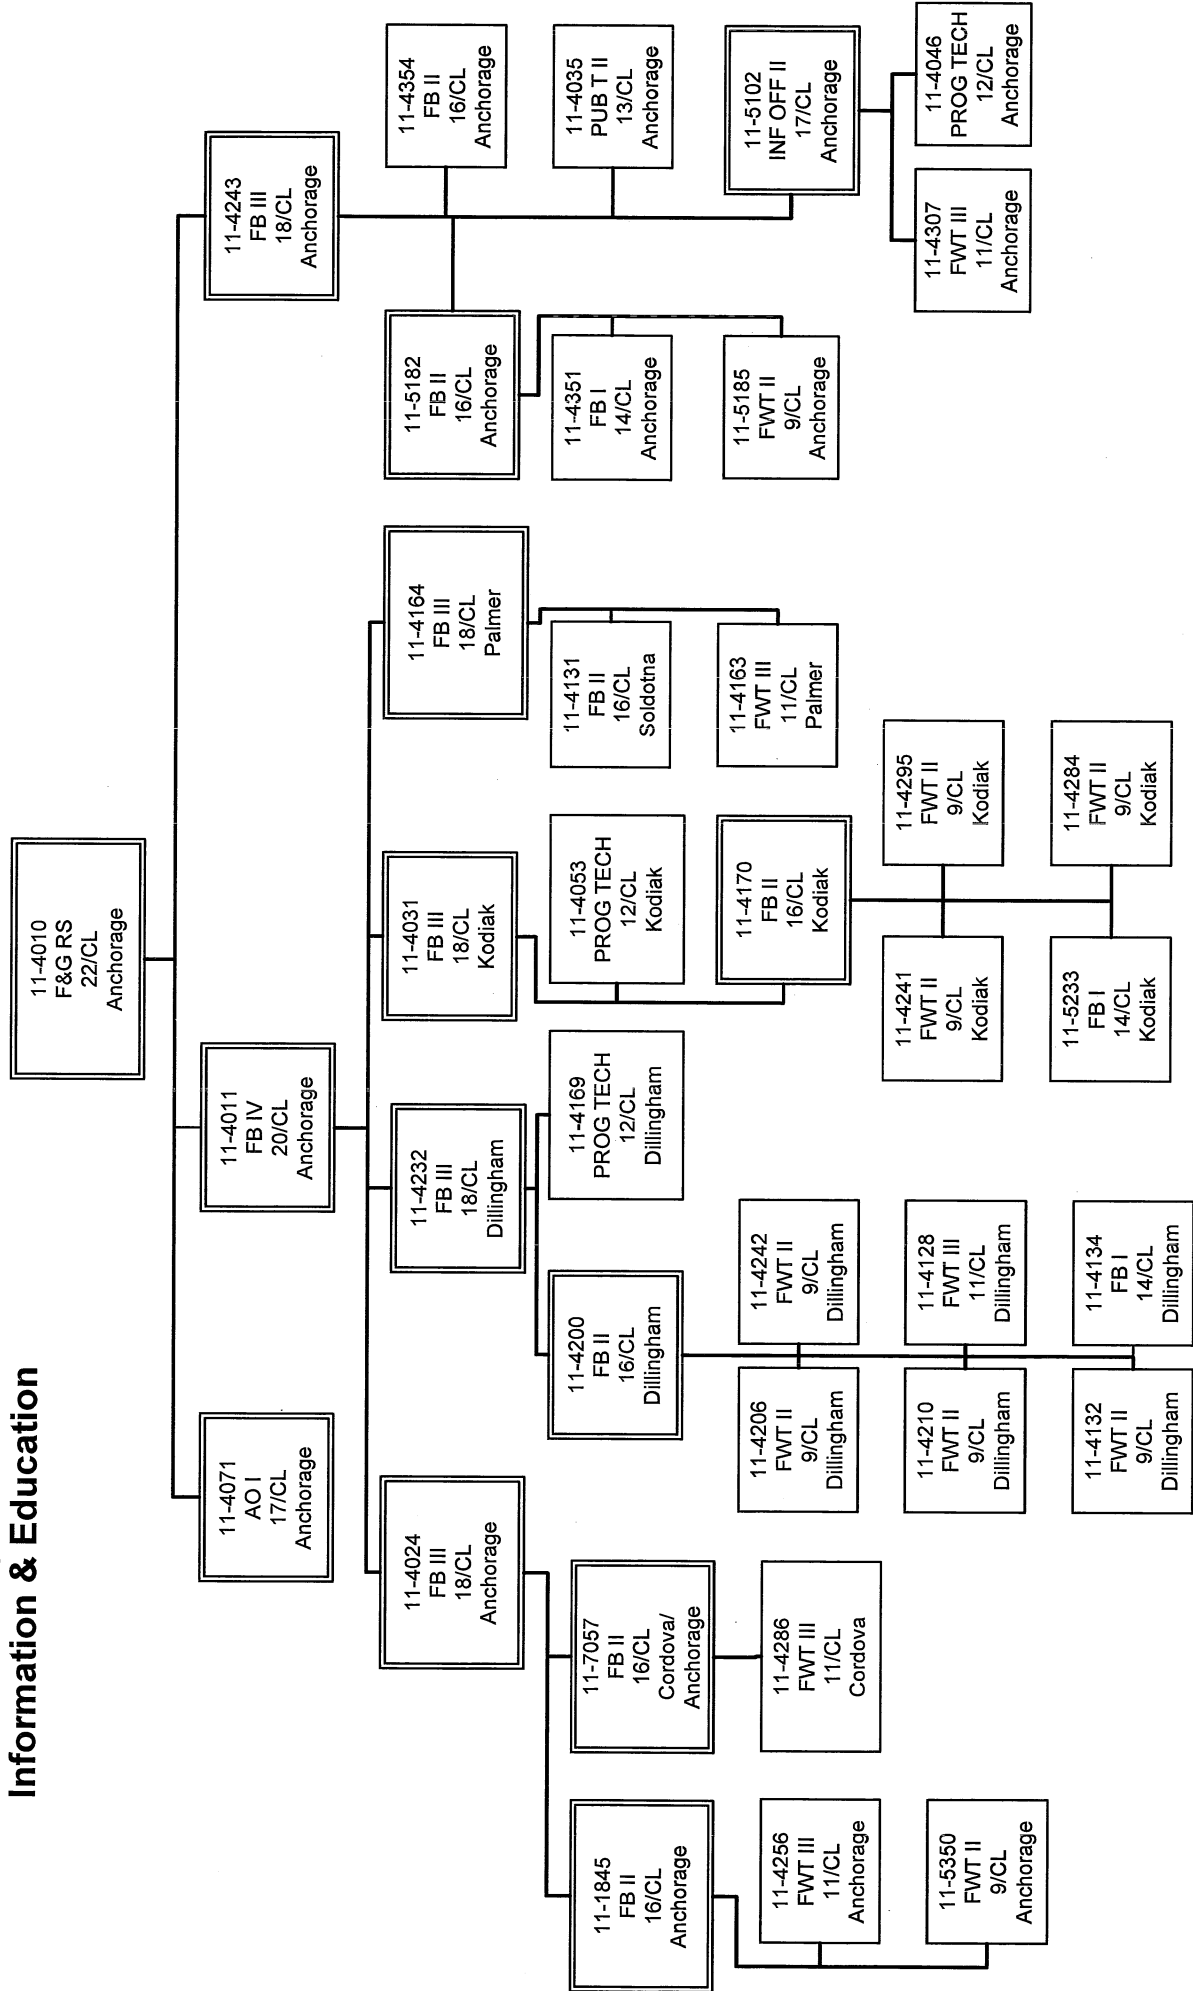 Information & Education
11-4010
F&G RS
22/CL
Anchorage
11-4071
AO I
17/CL
Anchorage
11-4011
FB IV
20/CL
Anchorage
11-4243
FB III
18/CL
Anchorage
11-4024
FB III
18/CL
Anchorage
11-4232
FB III
18/CL
Dillingham
11-4031
FB III
18/CL
Kodiak
11-4164
FB III
18/CL
Palmer
11-5182
FB II
16/CL
Anchorage
11-4354
FB II
16/CL
Anchorage
11-1845
FB II
16/CL
Anchorage
11-7057
FB II
16/CL
Cordova/
Anchorage
11-4200
FB II
16/CL
Dillingham
11-4169
PROG TECH
12/CL
Dillingham
11-4053
PROG TECH
12/CL
Kodiak
11-4131
FB II
16/CL
Soldotna
11-4351
FB I
14/CL
Anchorage
11-4035
PUB T II
13/CL
Anchorage
11-4256
FWT III
11/CL
Anchorage
11-4286
FWT III
11/CL
Cordova
11-4206
FWT II
9/CL
Dillingham
11-4242
FWT II
9/CL
Dillingham
11-4170
FB II
16/CL
Kodiak
11-4163
FWT III
11/CL
Palmer
11-5185
FWT II
9/CL
Anchorage
11-5102
INF OFF II
17/CL
Anchorage
11-5350
FWT II
9/CL
Anchorage
11-4210
FWT II
9/CL
Dillingham
11-4128
FWT III
11/CL
Dillingham
11-4241
FWT II
9/CL
Kodiak
11-4295
FWT II
9/CL
Kodiak
11-4307
FWT III
11/CL
Anchorage
11-4046
PROG TECH
12/CL
Anchorage
11-4132
FWT II
9/CL
Dillingham
11-4134
FB I
14/CL
Dillingham
11-5233
FB I
14/CL
Kodiak
11-4284
FWT II
9/CL
Kodiak